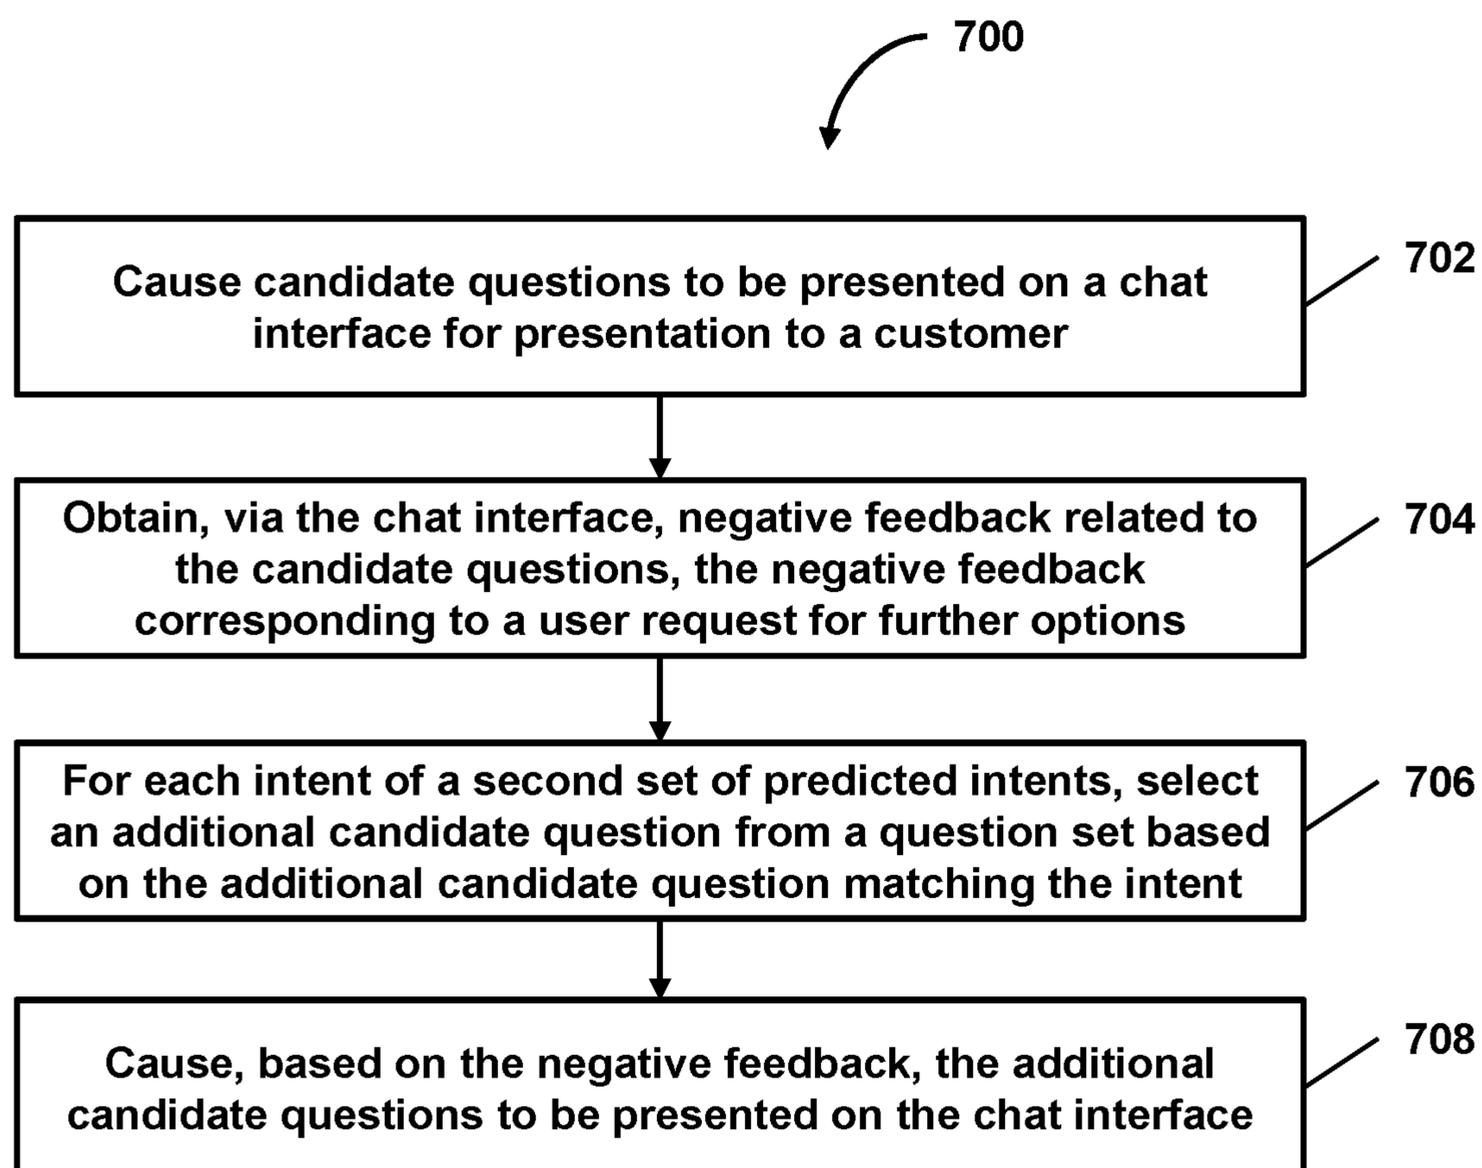 700
Cause candidate questions to be presented on a chat
interface for presentation to a customer
702
Obtain, via the chat interface, negative feedback related to
the candidate questions, the negative feedback
corresponding to a user request for further options
704
For each intent of a second set of predicted intents, select
an additional candidate question from a question set based
on the additional candidate question matching the intent
706
Cause, based on the negative feedback, the additional
candidate questions to be presented on the chat interface
708